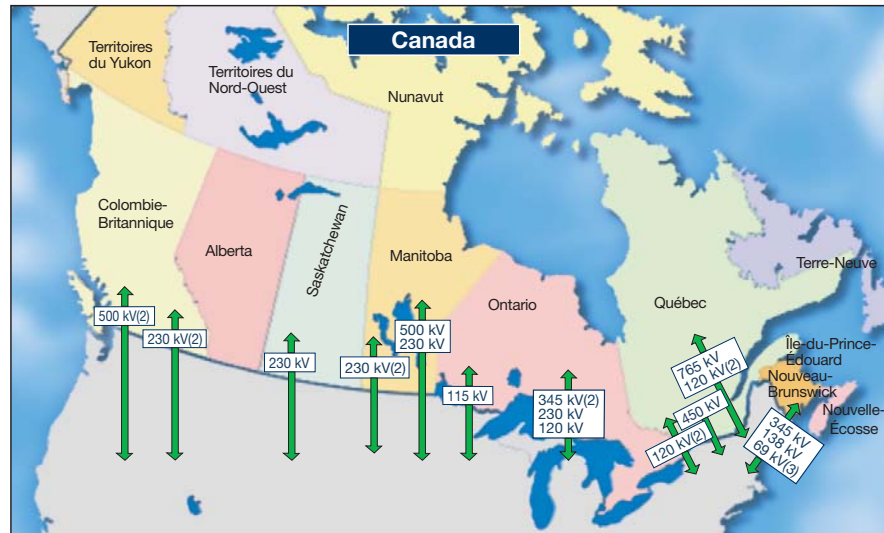 Canada
Territoires
du Yukon
Territoires du
Nord-Ouest
Nunavut
Colombie-
Britannique
Alberta
Saskatchewan
Manitoba
Ontario
Québec
Terre-Neuve
Île-du-Prince-
Édouard
Nouveau-
Brunswick
Nouvelle-
Écosse
500 kV(2)
230 kV(2)
230 kV
230 kV(2)
500 kV
230 kV
115 kV
345 kV(2)
230 kV
120 kV
120 kV(2)
450 kV
765 kV
120 kV(2)
345 kV
138 kV
69 kV(3)